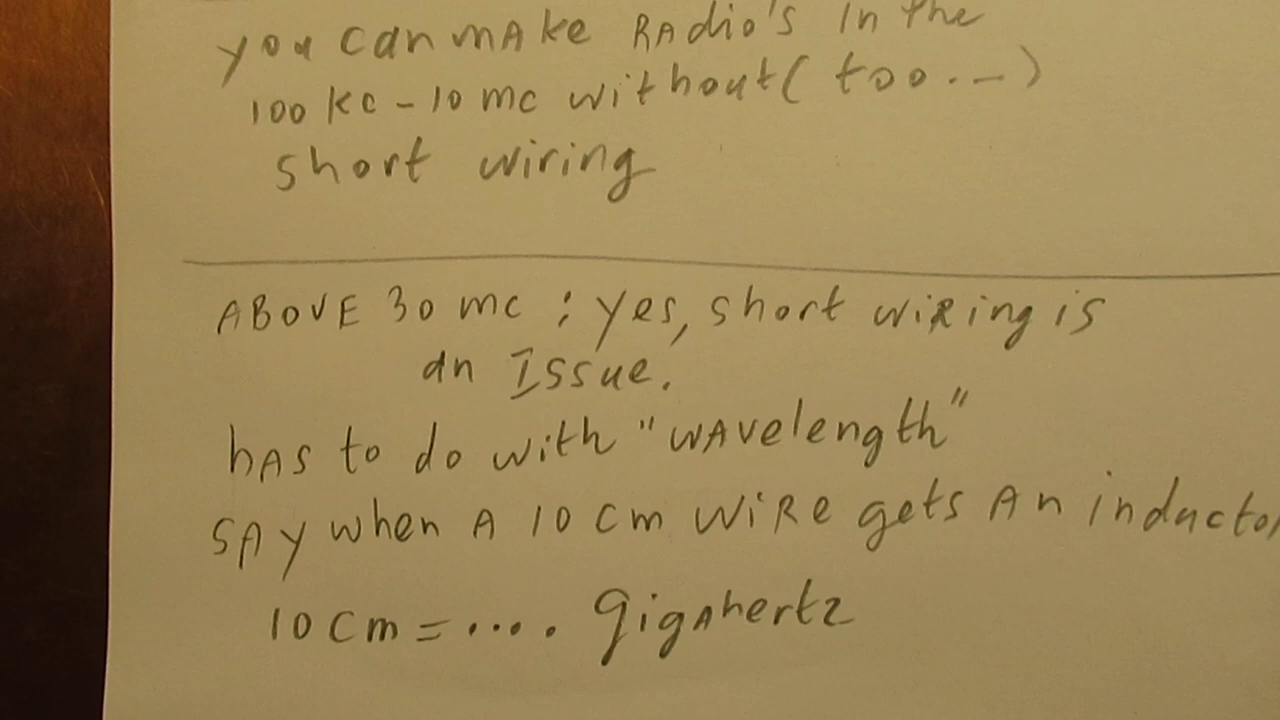 you can make Radio's in the
100 kc - 10 mc without ( too .- )
short wiring
ABOVE 30 mc : yes, short wiRing is
an Issue.
hAs to do with "wAvelength"
SAy when A 10 cm wiRe gets An inductor
10 cm = .... gigAhertz